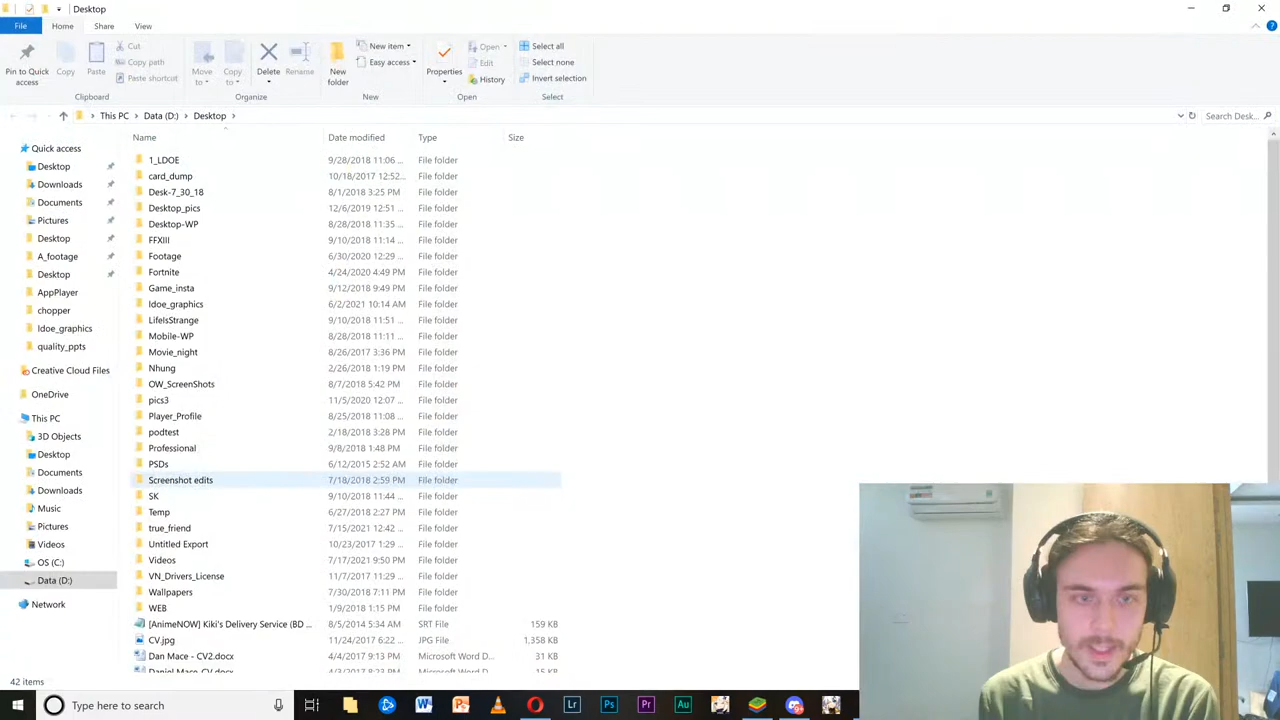 Desktop
File Home Share View
Pin to Quick access
Copy
Paste
Cut
Copy path
Paste shortcut
Clipboard
Move to
Copy to
Delete
Rename
Organize
New folder
New item
Easy access
New
Properties
Open
Edit
History
Open
Select all
Select none
Invert selection
Select
This PC > Data (D:) > Desktop >
Search Desk...
Name Date modified Type Size
Quick access
Desktop
Downloads
Documents
Pictures
Desktop
A_footage
Desktop
AppPlayer
chopper
ldoe_graphics
quality_ppts
Creative Cloud Files
OneDrive
This PC
3D Objects
Desktop
Documents
Downloads
Music
Pictures
Videos
OS (C:)
Data (D:)
Network
1_LDOE 9/28/2018 11:06 ... File folder
card_dump 10/18/2017 12:52... File folder
Desk-7_30_18 8/1/2018 3:25 PM File folder
Desktop_pics 12/6/2019 12:51 ... File folder
Desktop-WP 8/28/2018 11:35 ... File folder
FFXIII 9/10/2018 11:14 ... File folder
Footage 6/30/2020 12:29 ... File folder
Fortnite 4/24/2020 4:49 PM File folder
Game_insta 9/12/2018 9:49 PM File folder
ldoe_graphics 6/2/2021 10:14 AM File folder
LifeIsStrange 9/10/2018 11:51 ... File folder
Mobile-WP 8/28/2018 11:11 ... File folder
Movie_night 8/26/2017 3:36 PM File folder
Nhung 2/26/2018 1:19 PM File folder
OW_ScreenShots 8/7/2018 5:42 PM File folder
pics3 11/5/2020 12:07 ... File folder
Player_Profile 8/25/2018 11:08 ... File folder
podtest 2/18/2018 3:28 PM File folder
Professional 9/8/2018 1:48 PM File folder
PSDs 6/12/2015 2:52 AM File folder
Screenshot edits 7/18/2018 2:59 PM File folder
SK 9/10/2018 11:44 ... File folder
Temp 6/27/2018 2:27 PM File folder
true_friend 7/15/2021 12:42 ... File folder
Untitled Export 10/23/2017 1:29 ... File folder
Videos 7/17/2021 9:50 PM File folder
VN_Drivers_License 11/7/2017 11:29 ... File folder
Wallpapers 7/30/2018 7:11 PM File folder
WEB 1/9/2018 1:15 PM File folder
[AnimeNOW] Kiki's Delivery Service (BD ... 8/5/2014 5:34 AM SRT File 159 KB
CV.jpg 11/24/2017 6:22 ... JPG File 1,358 KB
Dan Mace - CV2.docx 4/4/2017 9:13 PM Microsoft Word D... 31 KB
Daniel Mace CV.docx 4/3/2017 8:23 PM Microsoft Word D... 15 KB
42 items
Type here to search
Lr
Ps
Pr
Au